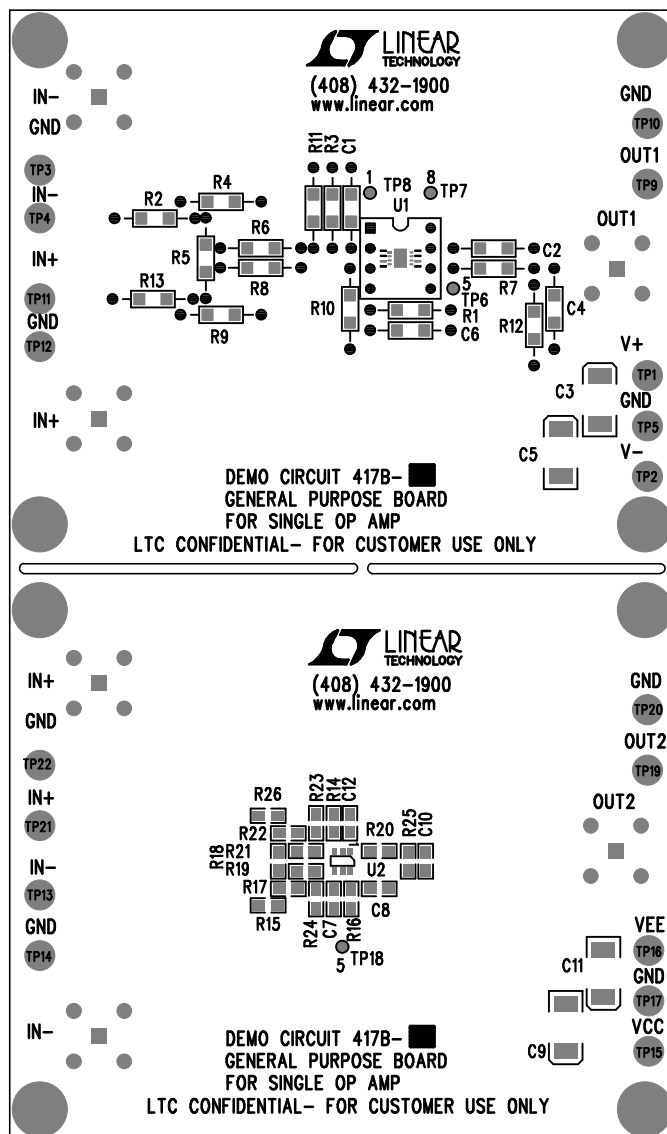 LINEAR
TECHNOLOGY
(408) 432-1900
www.linear.com
IN-
GND
GND
TP10
TP3
IN-
TP4
OUT1
TP9
R11
R3
C1
1
TP8
8
TP7
U1
R4
R2
R6
R5
R8
R13
R9
IN+
TP11
GND
TP12
IN+
OUT1
C2
R7
5
TP6
R10
R1
C6
R12
C4
V+
TP1
C3
GND
TP5
C5
V-
TP2
DEMO CIRCUIT 417B-
GENERAL PURPOSE BOARD
FOR SINGLE OP AMP
LTC CONFIDENTIAL- FOR CUSTOMER USE ONLY
LINEAR
TECHNOLOGY
(408) 432-1900
www.linear.com
IN+
GND
GND
TP20
TP22
IN+
TP21
OUT2
TP19
OUT2
R23
R14
C12
R26
R22
R18
R21
R19
R17
R15
R20
R25
C10
1
U2
C8
R24
C7
R16
5
TP18
IN-
TP13
GND
TP14
IN-
VEE
TP16
C11
GND
TP17
VCC
C9
TP15
DEMO CIRCUIT 417B-
GENERAL PURPOSE BOARD
FOR SINGLE OP AMP
LTC CONFIDENTIAL- FOR CUSTOMER USE ONLY